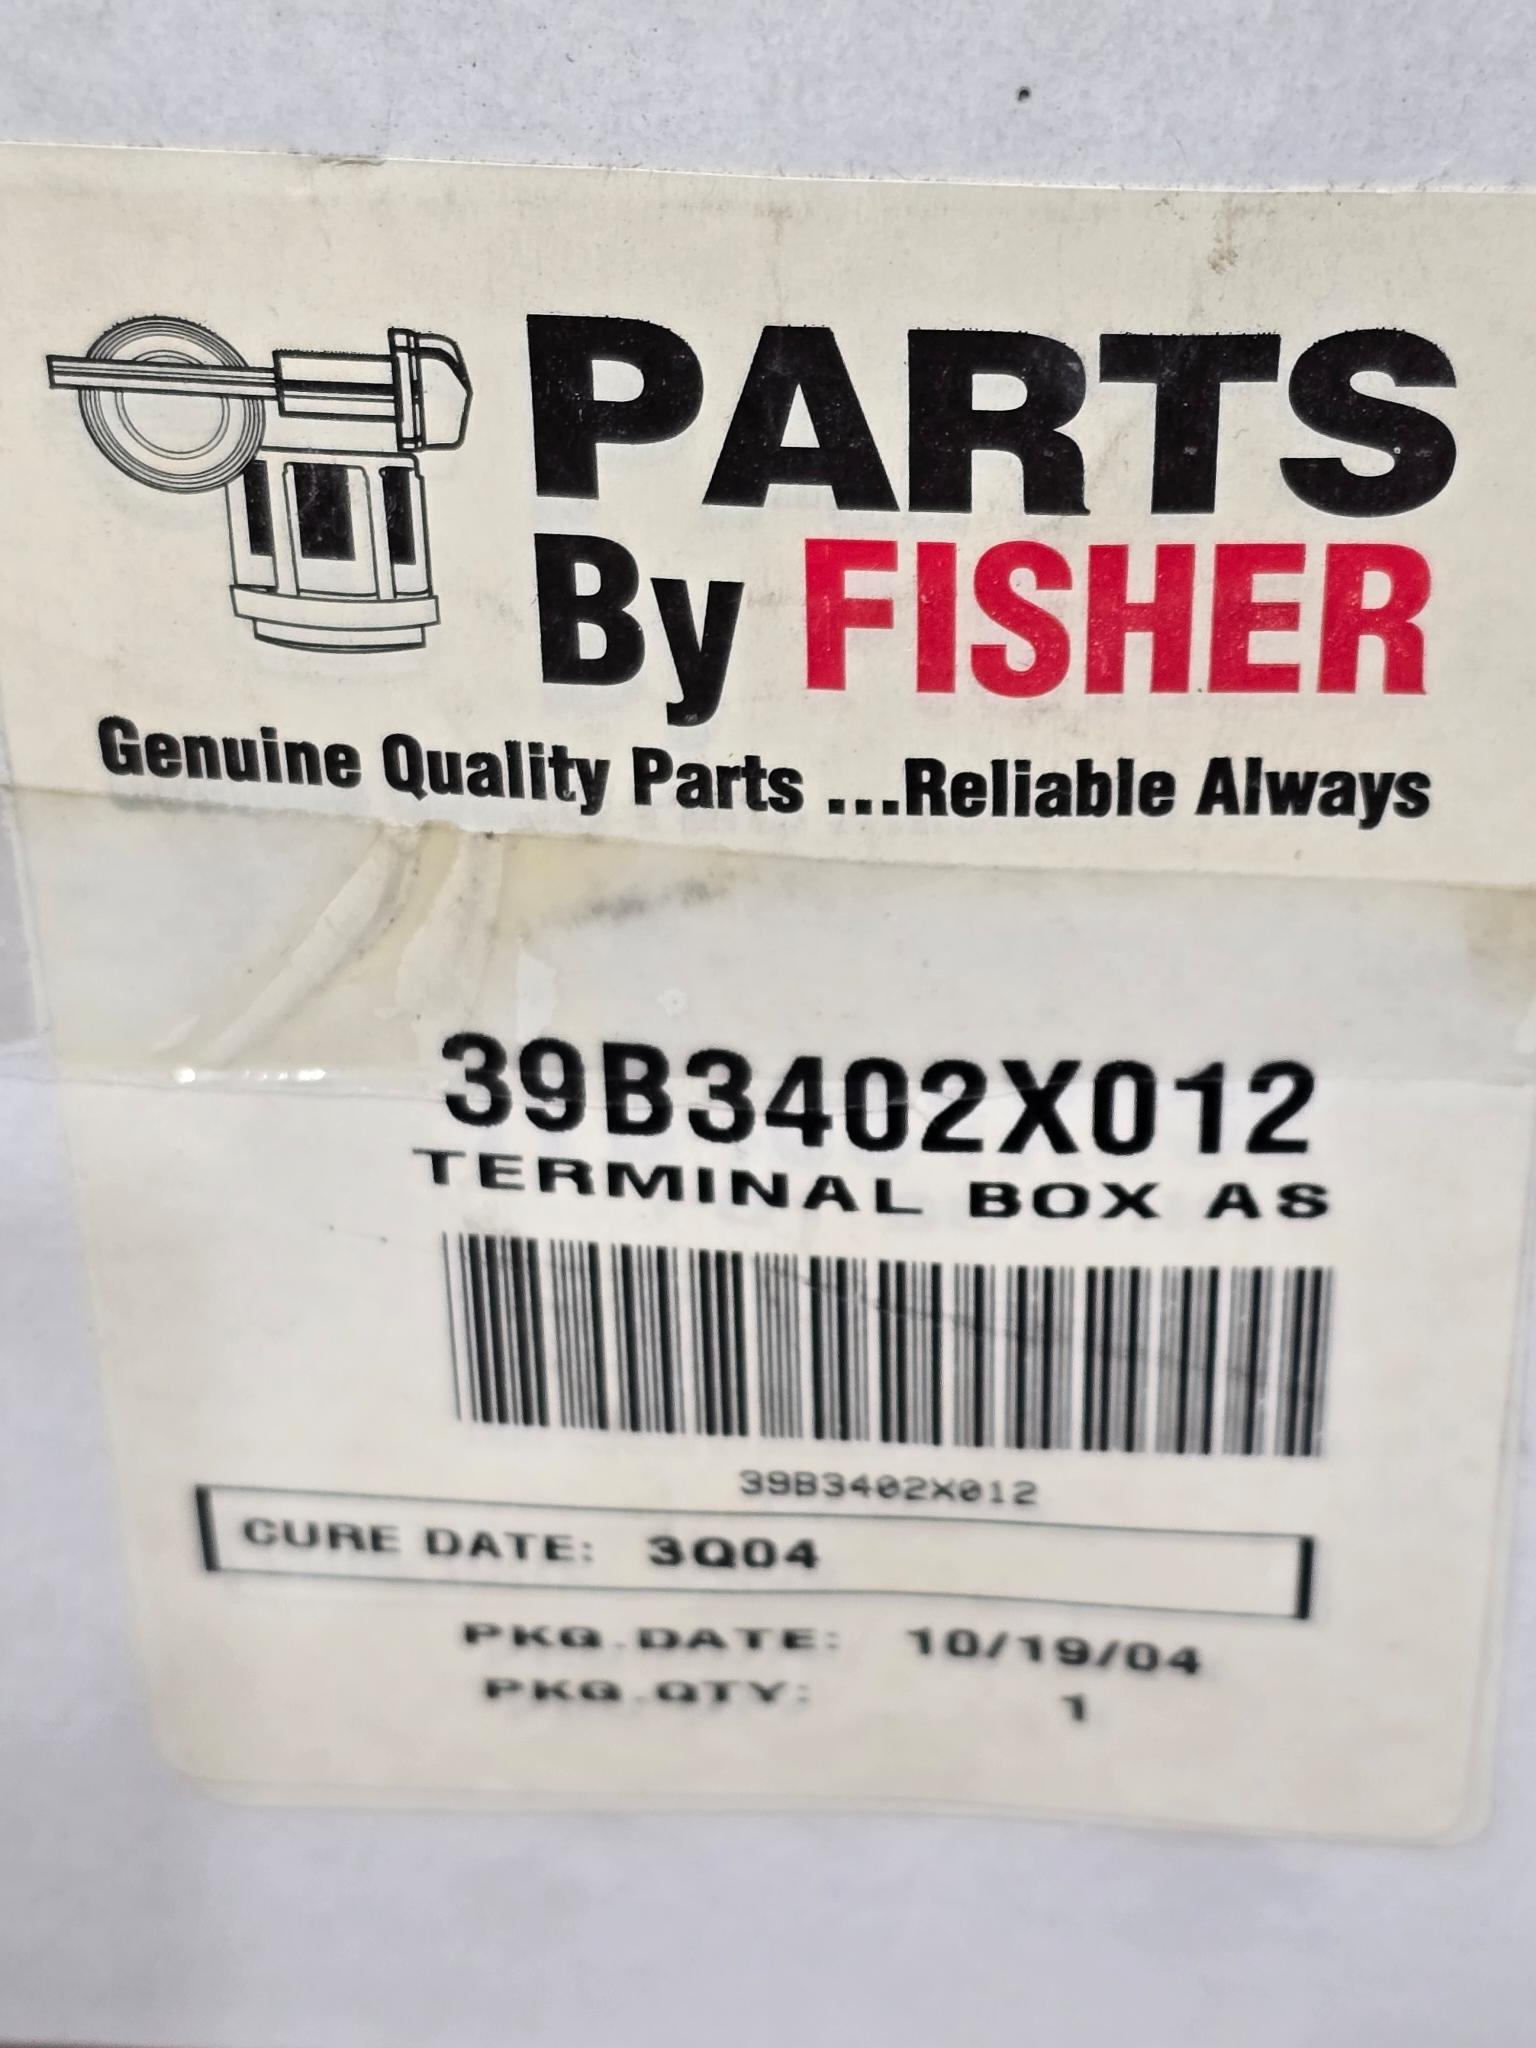 PARTS
By FISHER
Genuine Quality Parts ...Reliable Always
39B3402X012
TERMINAL BOX AS
39B3402X012
CURE DATE: 3Q04
PKG.DATE: 10/19/04
PKG.QTY: 1